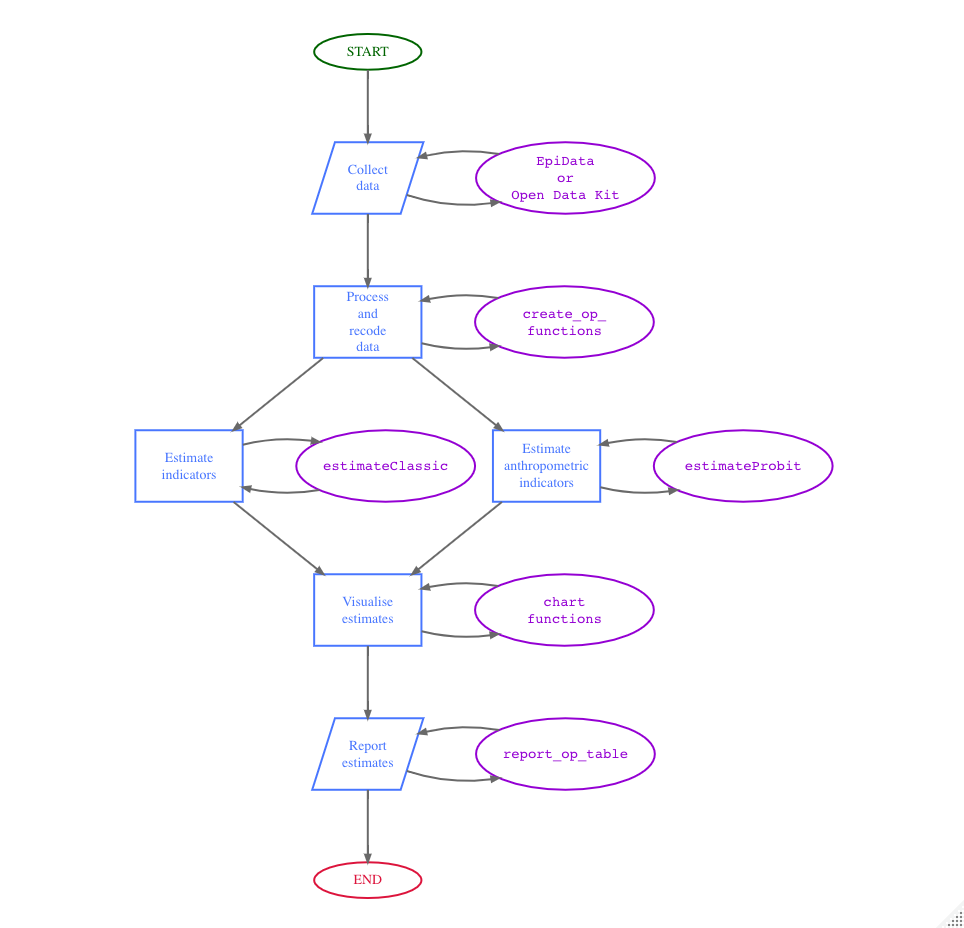 START
Collect
data
EpiData
or
Open Data Kit
Process
and
recode
data
create_op_
functions
Estimate
indicators
estimateClassic
Estimate
anthropometric
indicators
estimateProbit
Visualise
estimates
chart
functions
Report
estimates
report_op_table
END